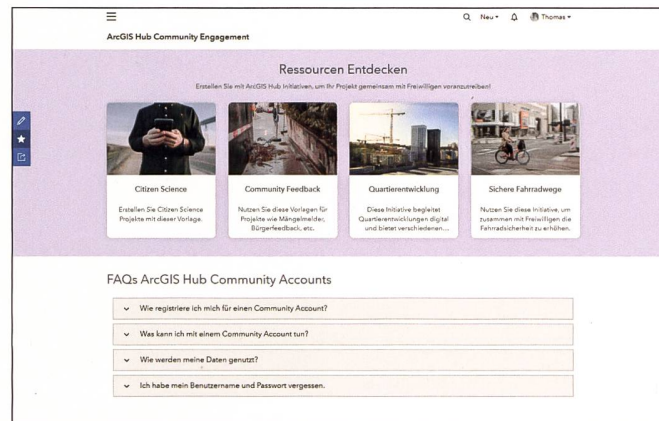 Neu
Thomas
ArcGIS Hub Community Engagement
Ressourcen Entdecken
Erstellen Sie mit ArcGIS Hub Initiativen, um Ihr Projekt gemeinsam mit Freiwilligen voranzutreiben!
Citizen Science
Erstellen Sie Citizen Science
Projekte mit dieser Vorlage.
Community Feedback
Nutzen Sie diese Vorlagen für
Projekte wie Mängelmelder,
Bürgerfeedback, etc.
Quartierentwicklung
Diese Initiative begleitet
Quartierentwicklungen digital
und bietet verschiedenen...
Sichere Fahrradwege
Nutzen Sie diese Initiative, um
zusammen mit Freiwilligen die
Fahrradsicherheit zu erhöhen.
FAQs ArcGIS Hub Community Accounts
Wie registriere ich mich für einen Community Account?
Was kann ich mit einem Community Account tun?
Wie werden meine Daten genutzt?
Ich habe mein Benutzername und Passwort vergessen.